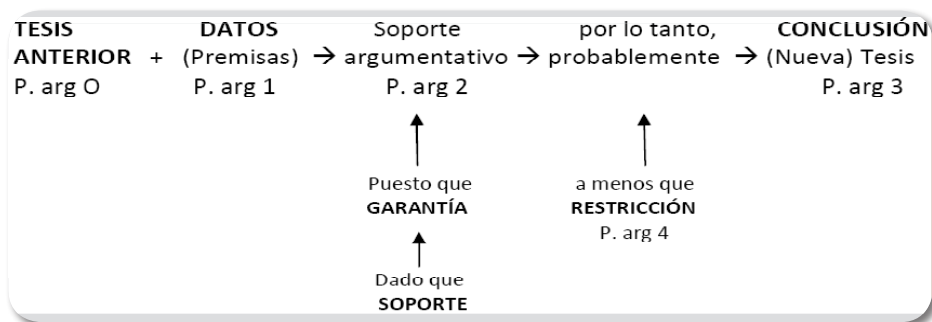 TESIS DATOS Soporte por lo tanto, CONCLUSIÓN
ANTERIOR + (Premisas) → argumentativo → probablemente → (Nueva) Tesis
P. arg O P. arg 1 P. arg 2 P. arg 3
Puesto que a menos que
GARANTÍA RESTRICCIÓN
P. arg 4
Dado que
SOPORTE